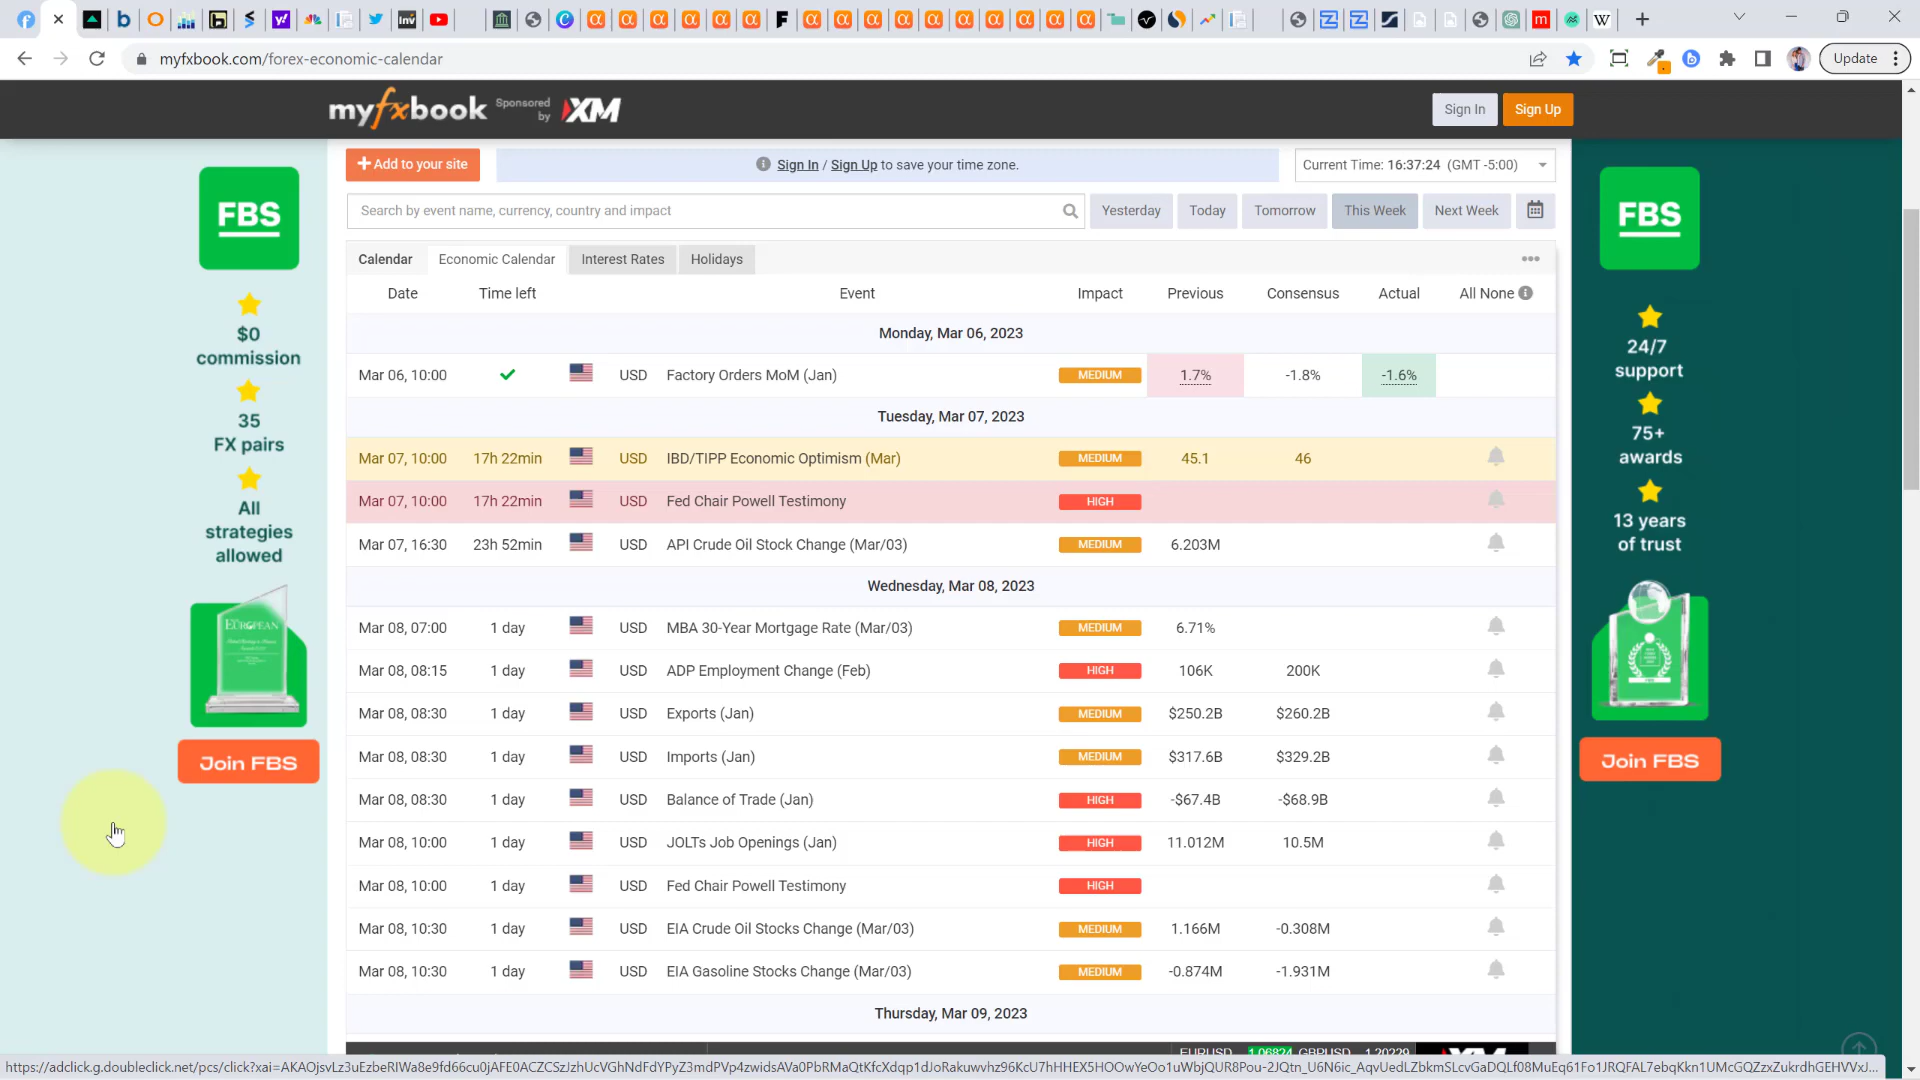 myfxbook.com/forex-economic-calendar
Update
myfxbook Sponsored by XM
Sign In
Sign Up
Add to your site
Sign In / Sign Up to save your time zone.
Current Time: 16:37:24 (GMT -5:00)
Search by event name, currency, country and impact
Yesterday
Today
Tomorrow
This Week
Next Week
Calendar
Economic Calendar
Interest Rates
Holidays
Date Time left Event Impact Previous Consensus Actual All None
Monday, Mar 06, 2023
Mar 06, 10:00 USD Factory Orders MoM (Jan) MEDIUM 1.7% -1.8% -1.6%
Tuesday, Mar 07, 2023
Mar 07, 10:00 17h 22min USD IBD/TIPP Economic Optimism (Mar) MEDIUM 45.1 46
Mar 07, 10:00 17h 22min USD Fed Chair Powell Testimony HIGH
Mar 07, 16:30 23h 52min USD API Crude Oil Stock Change (Mar/03) MEDIUM 6.203M
Wednesday, Mar 08, 2023
Mar 08, 07:00 1 day USD MBA 30-Year Mortgage Rate (Mar/03) MEDIUM 6.71%
Mar 08, 08:15 1 day USD ADP Employment Change (Feb) HIGH 106K 200K
Mar 08, 08:30 1 day USD Exports (Jan) MEDIUM $250.2B $260.2B
Mar 08, 08:30 1 day USD Imports (Jan) MEDIUM $317.6B $329.2B
Mar 08, 08:30 1 day USD Balance of Trade (Jan) HIGH -$67.4B -$68.9B
Mar 08, 10:00 1 day USD JOLTs Job Openings (Jan) HIGH 11.012M 10.5M
Mar 08, 10:00 1 day USD Fed Chair Powell Testimony HIGH
Mar 08, 10:30 1 day USD EIA Crude Oil Stocks Change (Mar/03) MEDIUM 1.166M -0.308M
Mar 08, 10:30 1 day USD EIA Gasoline Stocks Change (Mar/03) MEDIUM -0.874M -1.931M
Thursday, Mar 09, 2023
EURUSD 1.06824 GBPUSD 1.20229
FBS
$0
commission
35
FX pairs
All
strategies
allowed
EUROPEAN
Join FBS
FBS
24/7
support
75+
awards
13 years
of trust
Join FBS